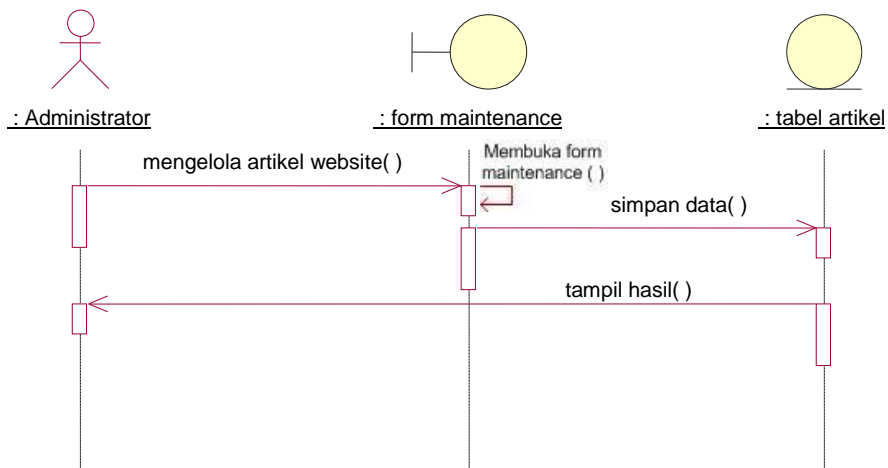 : Administrator
: form maintenance
: tabel artikel
mengelola artikel website( )
Membuka form
maintenance ( )
simpan data( )
tampil hasil( )